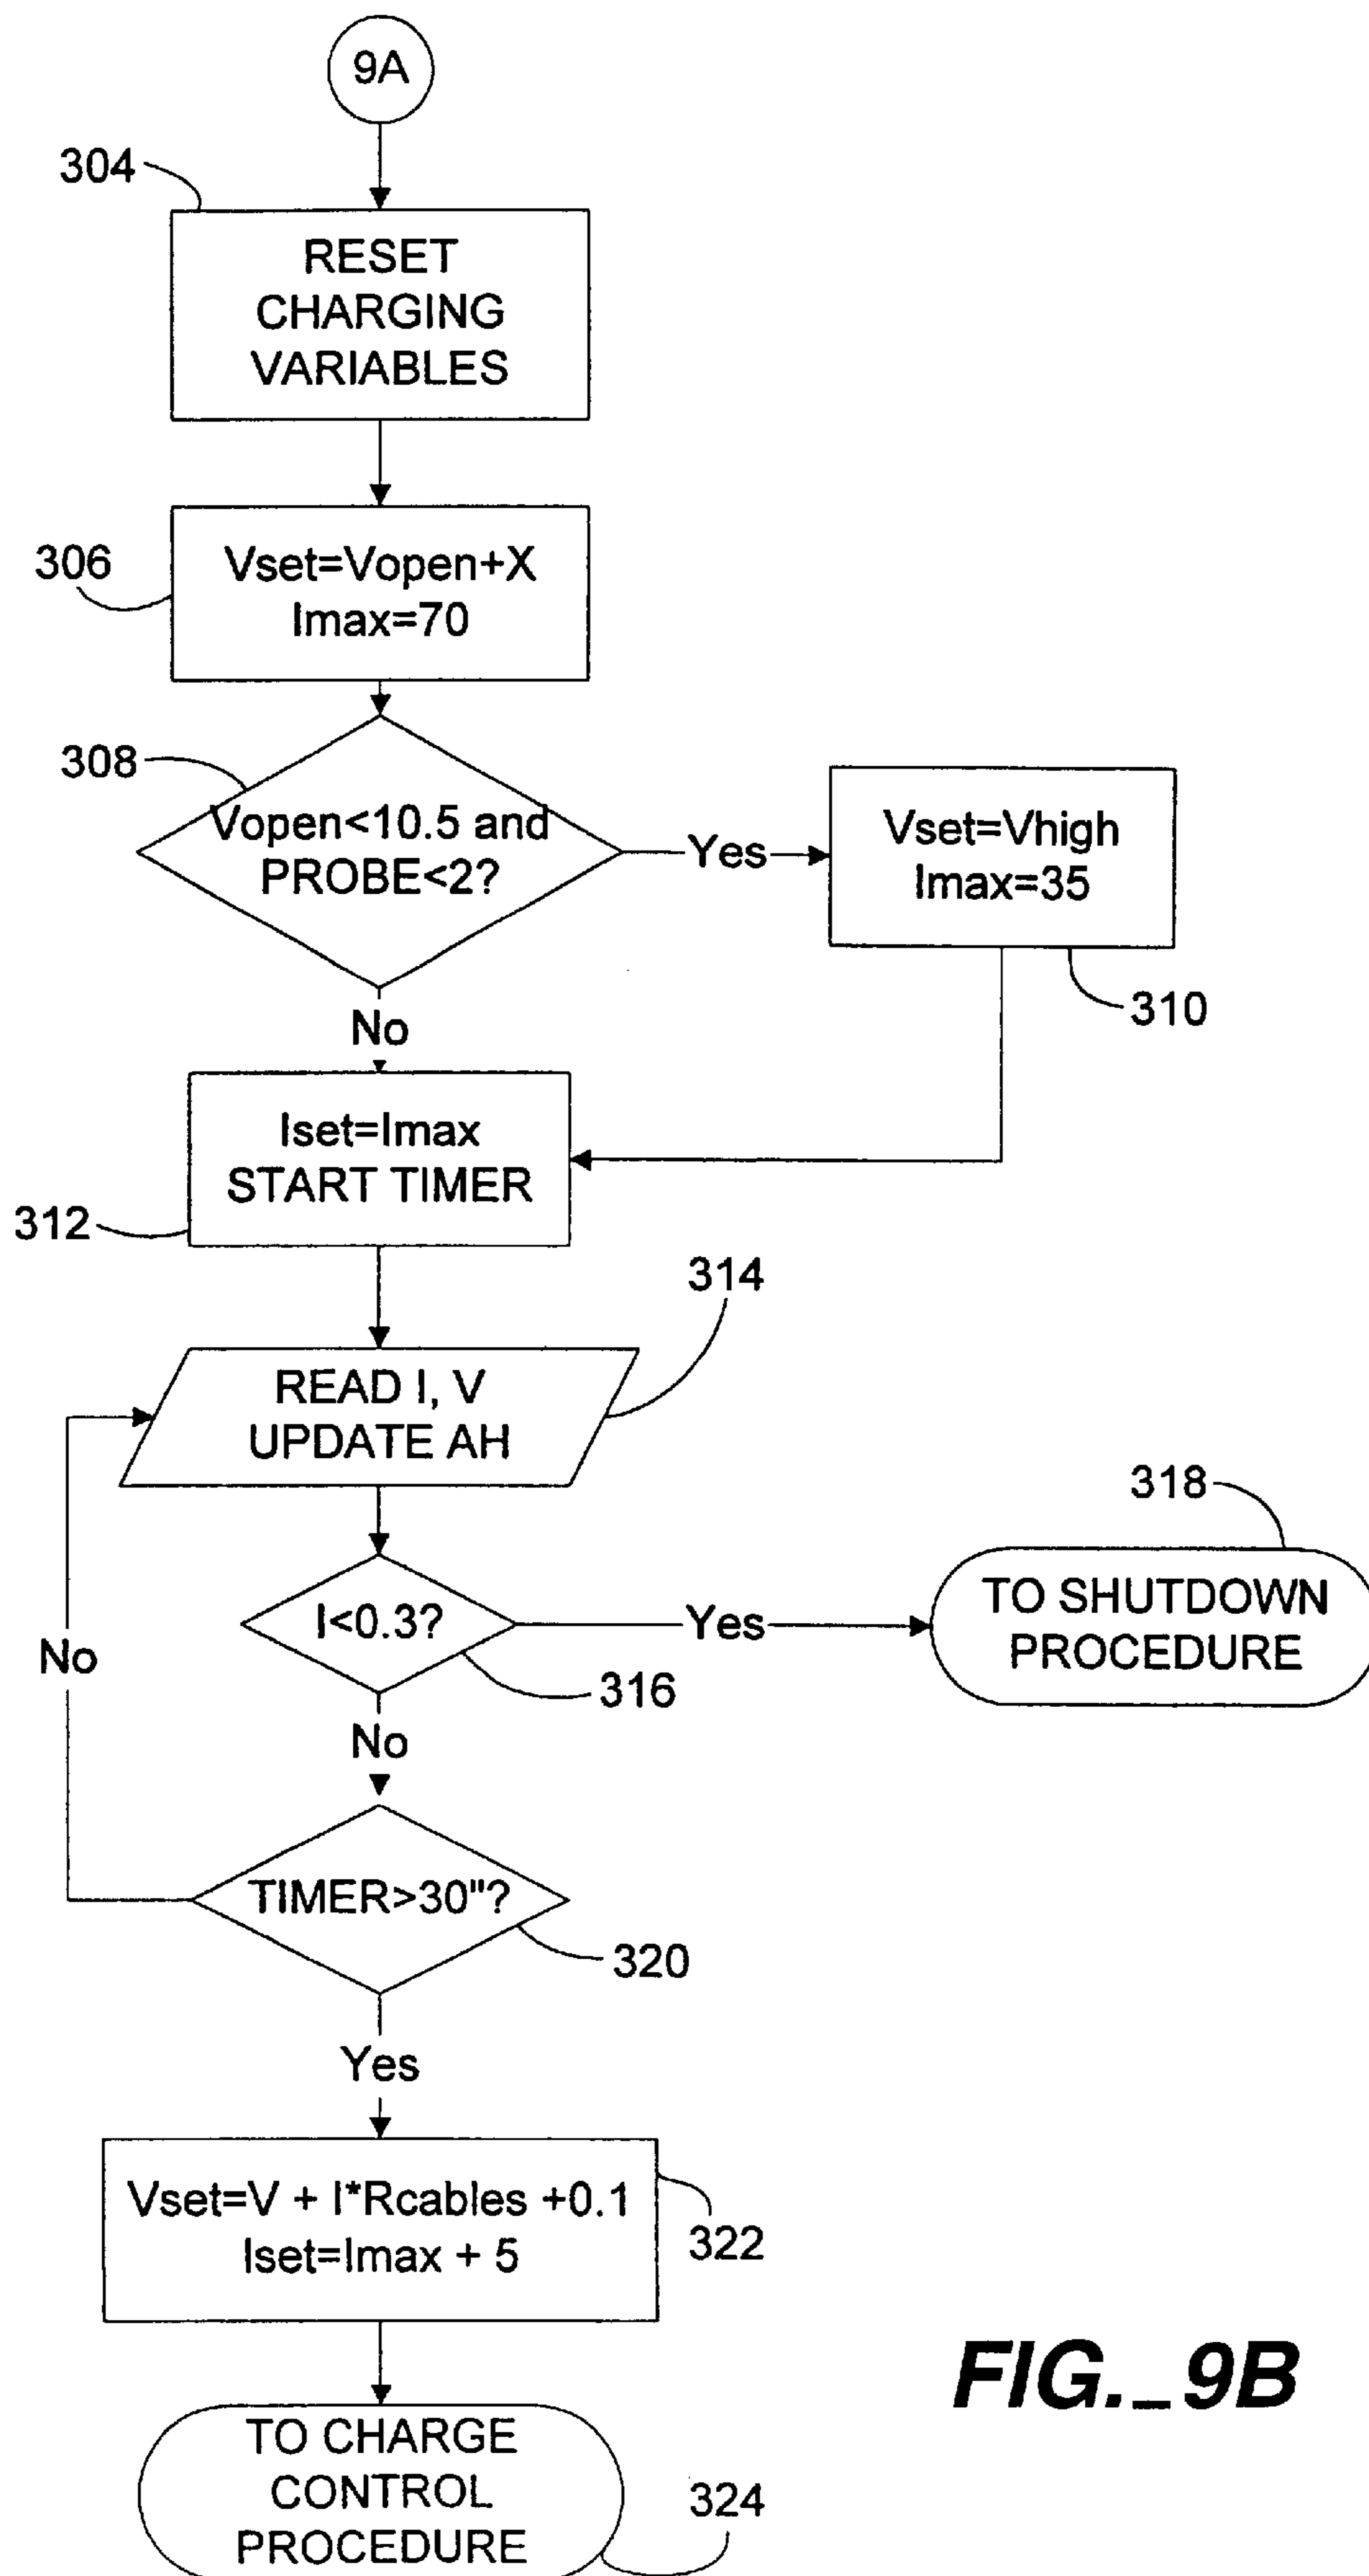 9A
304
RESET
CHARGING
VARIABLES
306
Vset=Vopen+X
Imax=70
308
Vopen<10.5 and
PROBE<2?
Yes
Vset=Vhigh
Imax=35
310
No
Iset=Imax
START TIMER
312
314
READ I, V
UPDATE AH
318
I<0.3?
Yes
TO SHUTDOWN
PROCEDURE
No
316
No
TIMER>30"?
320
Yes
Vset=V + I*Rcables +0.1
Iset=Imax + 5
322
FIG._9B
TO CHARGE
CONTROL
PROCEDURE
324